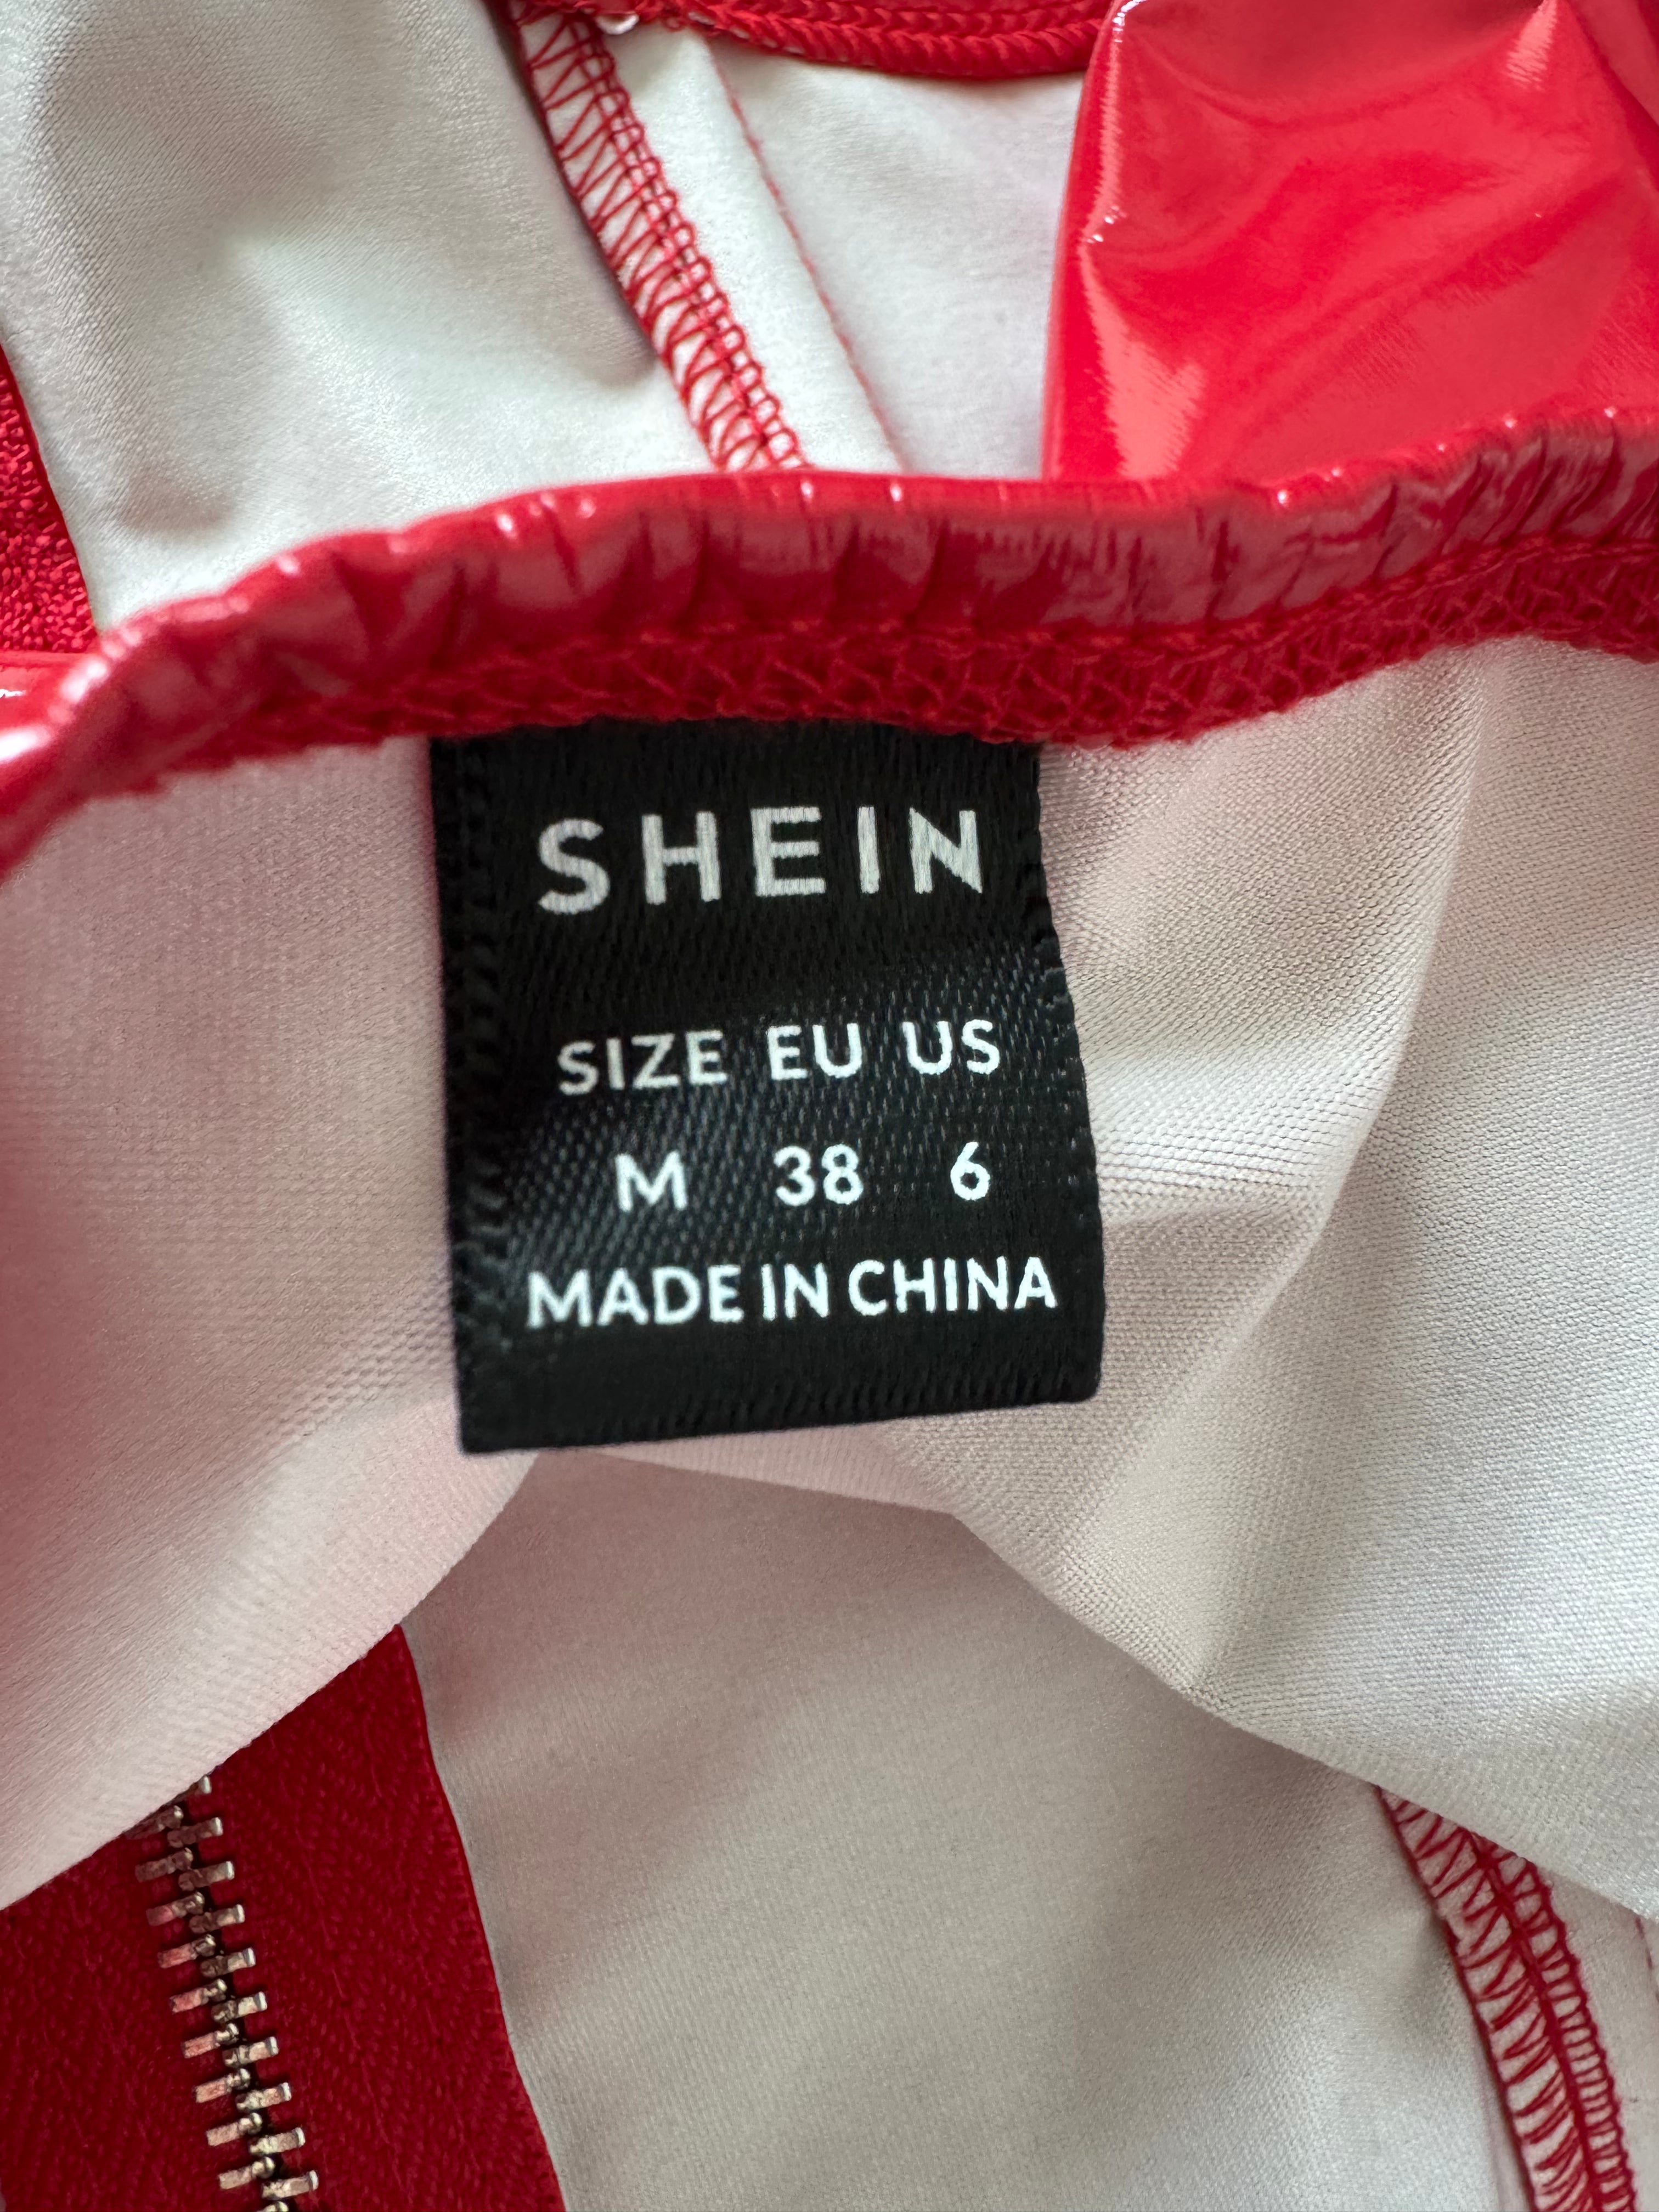 SHEIN
SIZE EU US
M 38 6
MADE IN CHINA